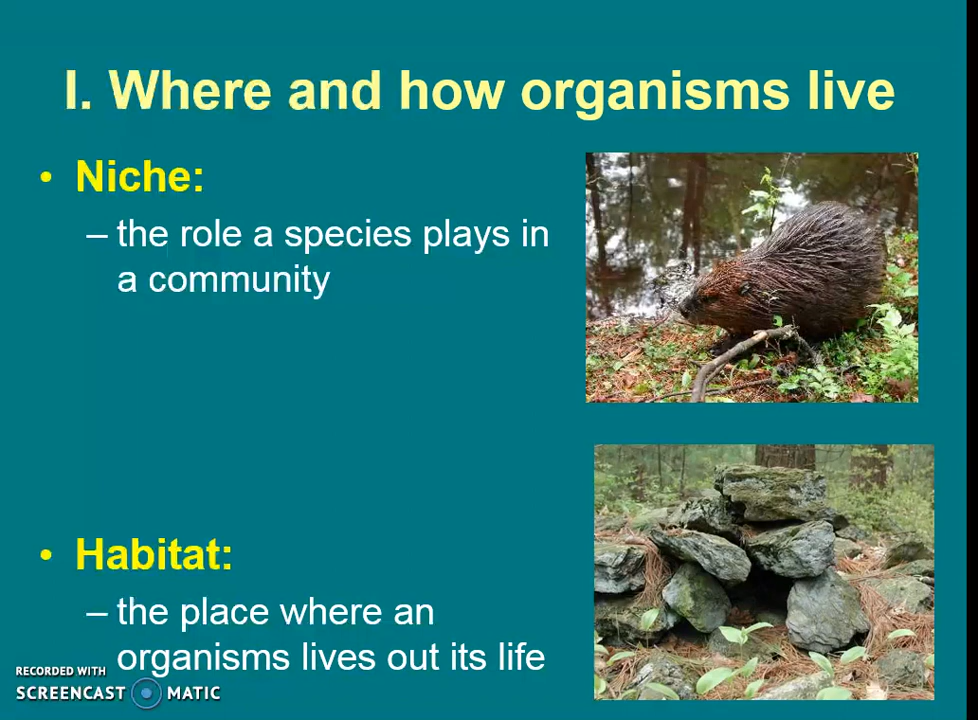 I. Where and how organisms live
• Niche:
– the role a species plays in
a community
• Habitat:
– the place where an
organisms lives out its life
RECORDED WITH
SCREENCAST MATIC